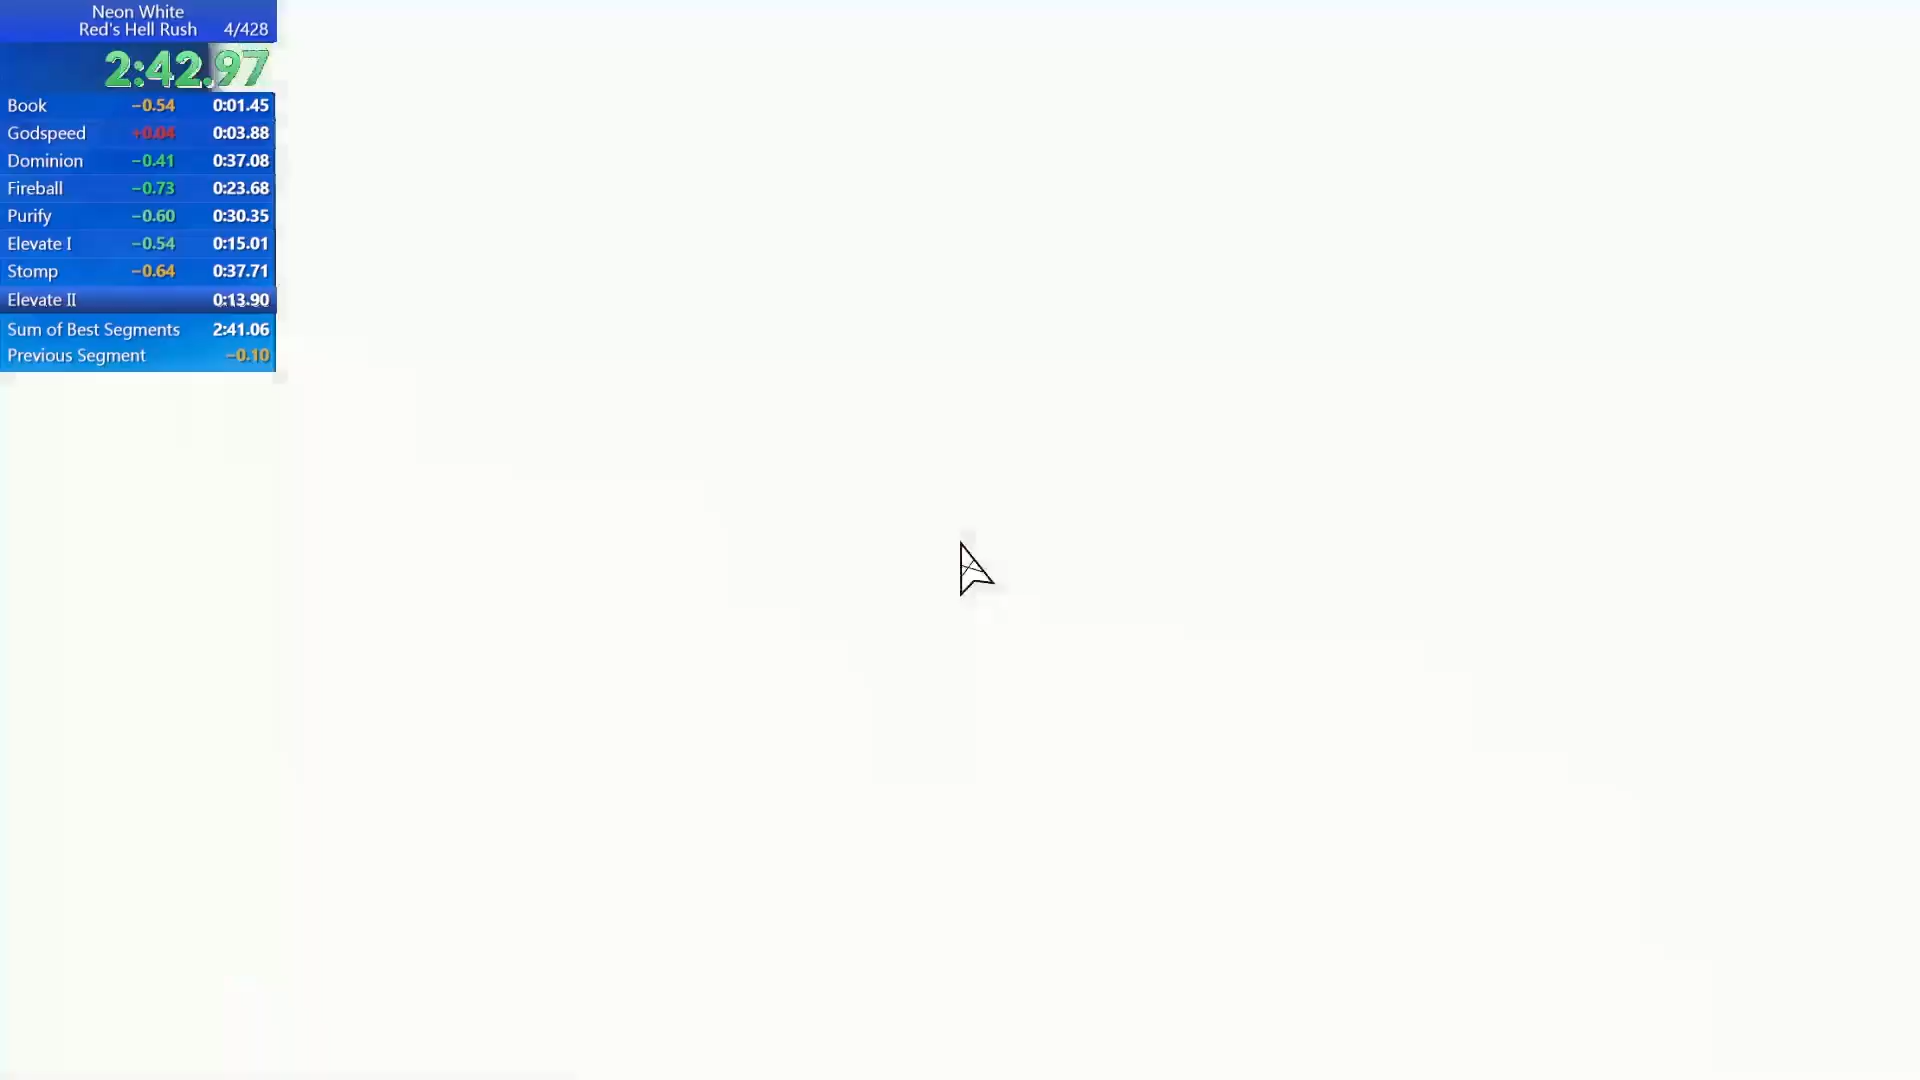 Neon White
Red's Hell Rush 4/428
2:42.97
Book −0.54 0:01.45
Godspeed +0.04 0:03.88
Dominion −0.41 0:37.08
Fireball −0.73 0:23.68
Purify −0.60 0:30.35
Elevate I −0.54 0:15.01
Stomp −0.64 0:37.71
Elevate II 0:13.90
Sum of Best Segments 2:41.06
Previous Segment −0.10